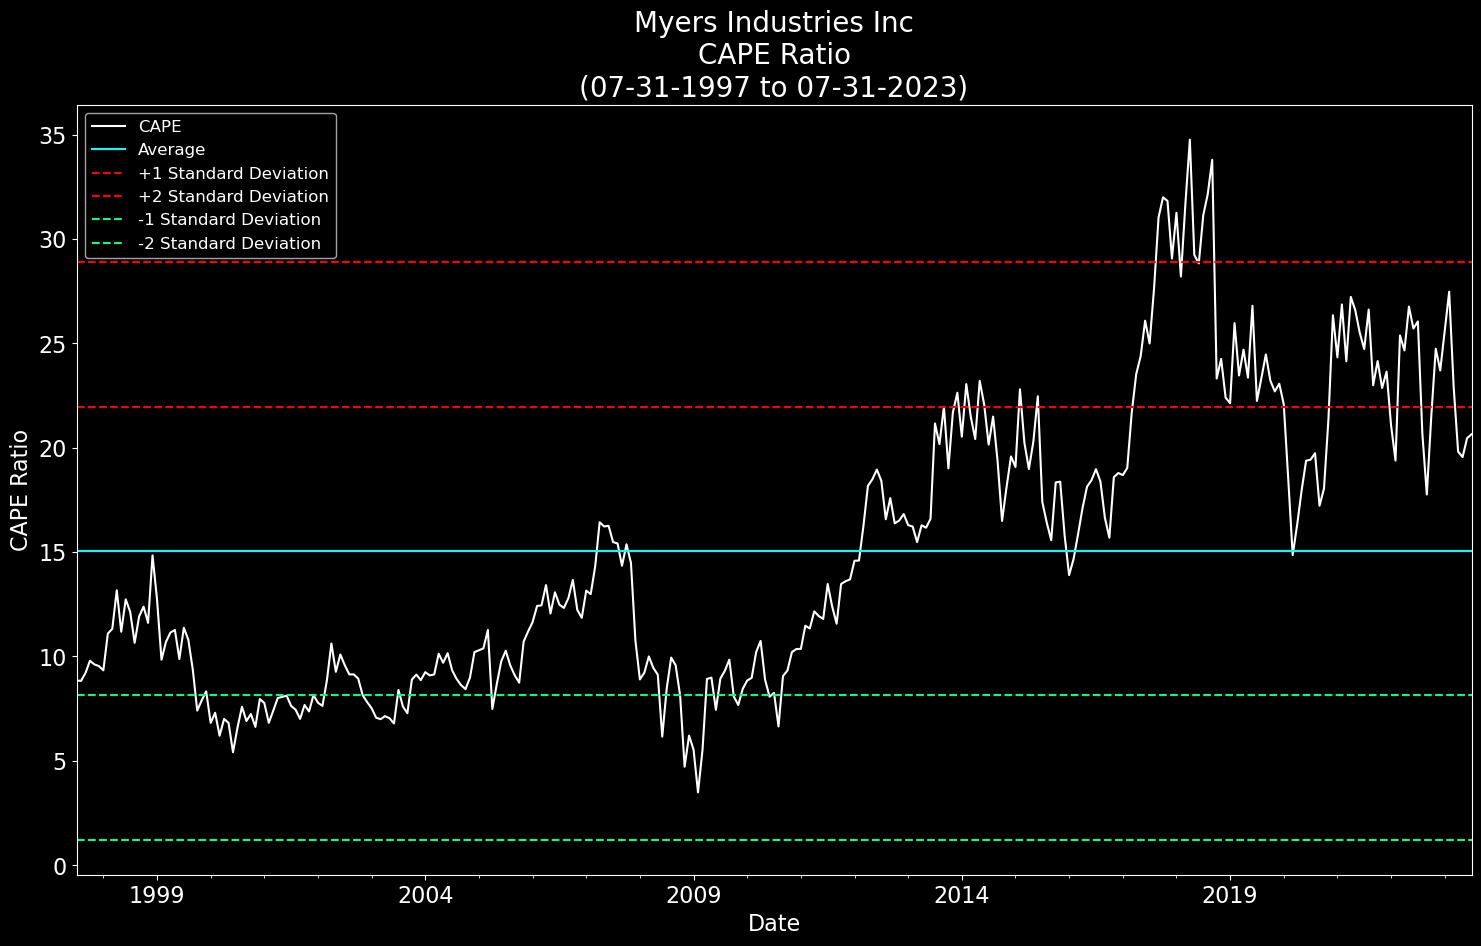 Myers Industries Inc
CAPE Ratio
(07-31-1997 to 07-31-2023)
CAPE
Average
+1 Standard Deviation
+2 Standard Deviation
-1 Standard Deviation
-2 Standard Deviation
35
30
25
20
15
10
5
0
CAPE Ratio
1999
2004
2009
2014
2019
Date